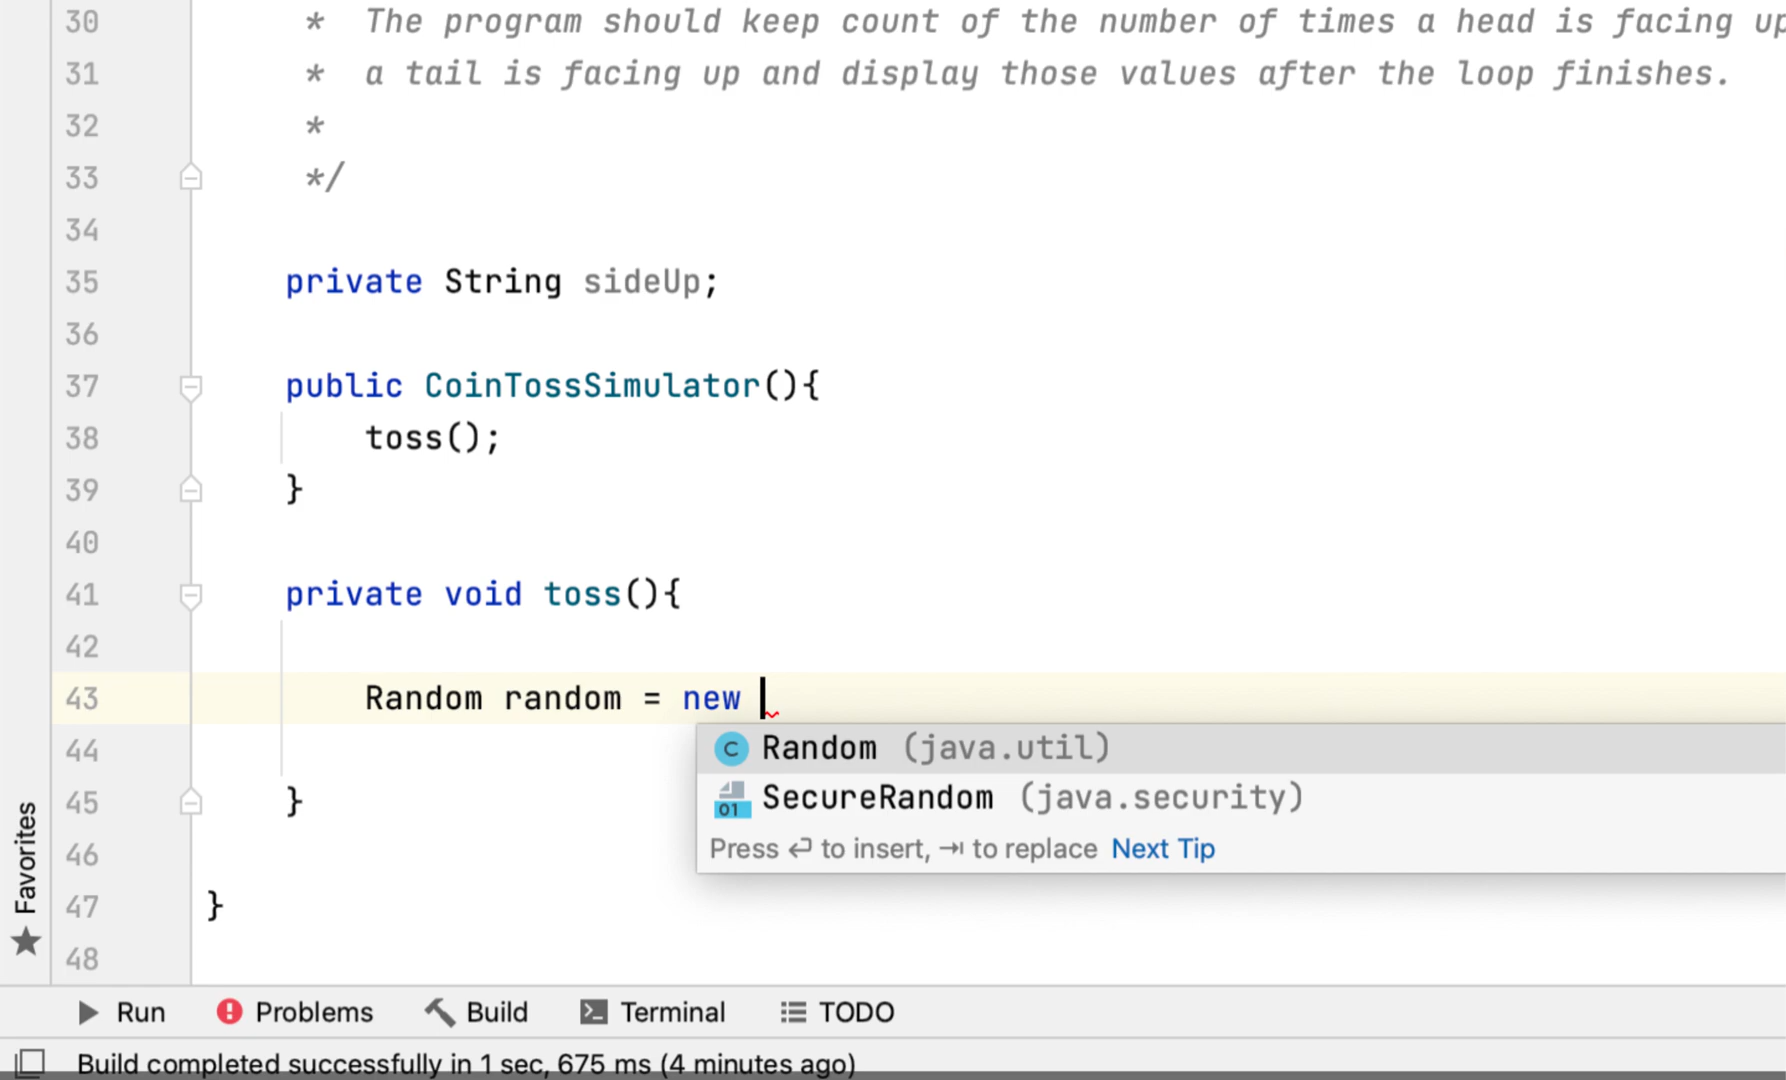 30 * The program should keep count of the number of times a head is facing up
31 * a tail is facing up and display those values after the loop finishes.
32 *
33 */
34
35 private String sideUp;
36
37 public CoinTossSimulator(){
38 toss();
39 }
40
41 private void toss(){
42
43 Random random = new
44
Random (java.util)
45 }
SecureRandom (java.security)
46
Press ↵ to insert, ⇥ to replace Next Tip
47 }
48
Favorites
Run Problems Build Terminal TODO
Build completed successfully in 1 sec, 675 ms (4 minutes ago)